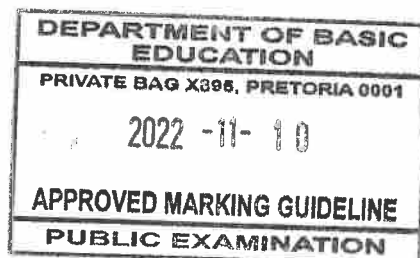 DEPARTMENT OF BASIC
EDUCATION
PRIVATE BAG X895, PRETORIA 0001
2022 -11- 10
APPROVED MARKING GUIDELINE
PUBLIC EXAMINATION